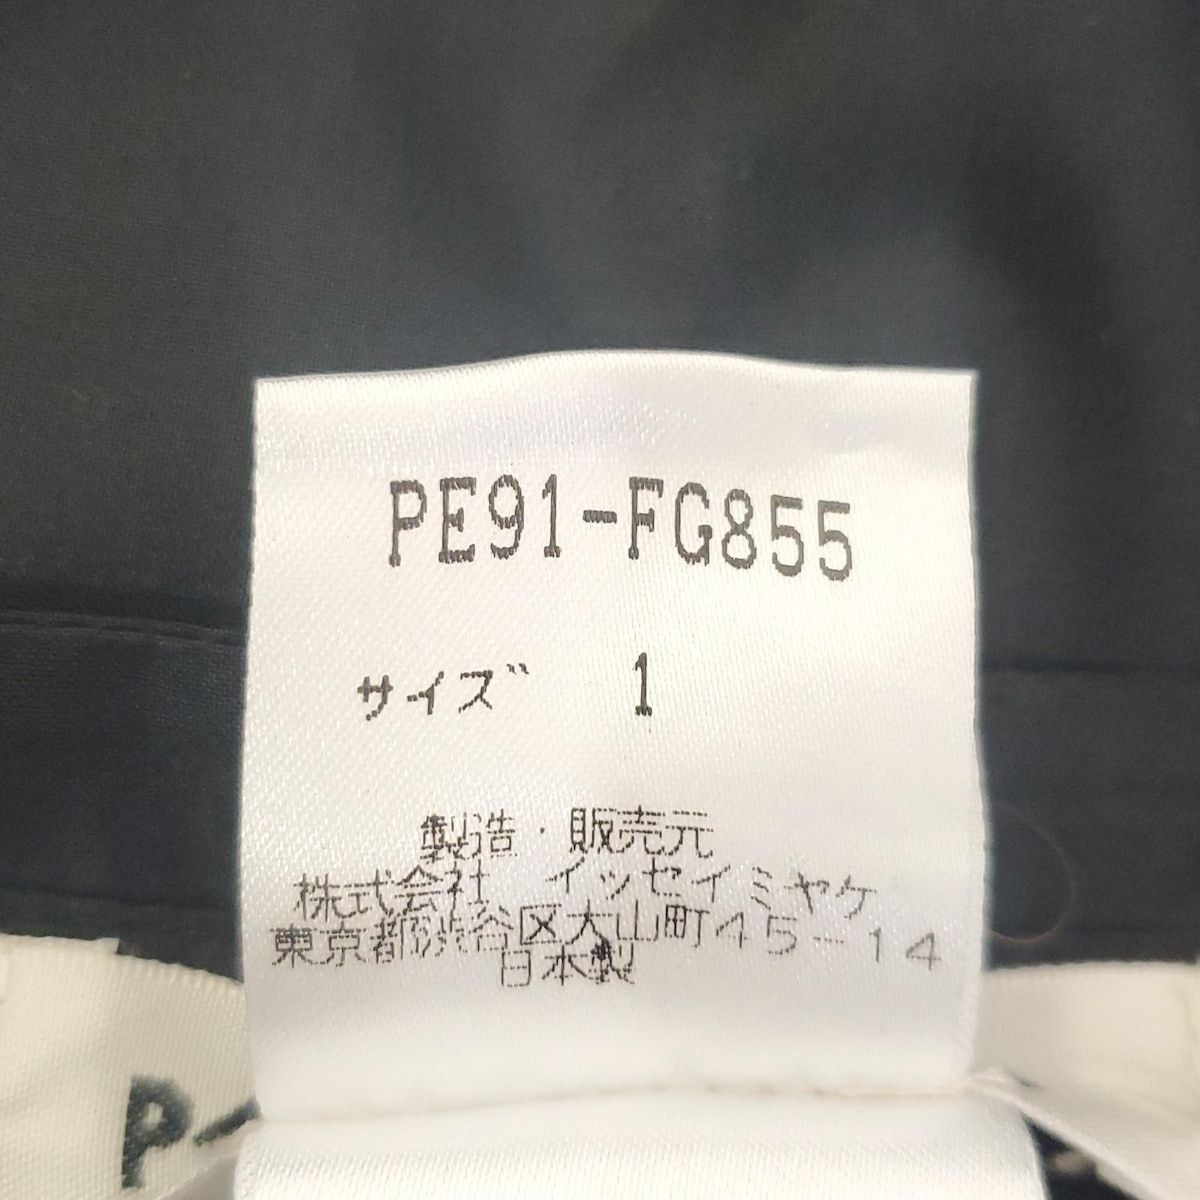 PE91-FG855
サイズ 1
製造・販売元
株式会社 イッセイミヤケ
東京都渋谷区大山町45-14
日本製
P